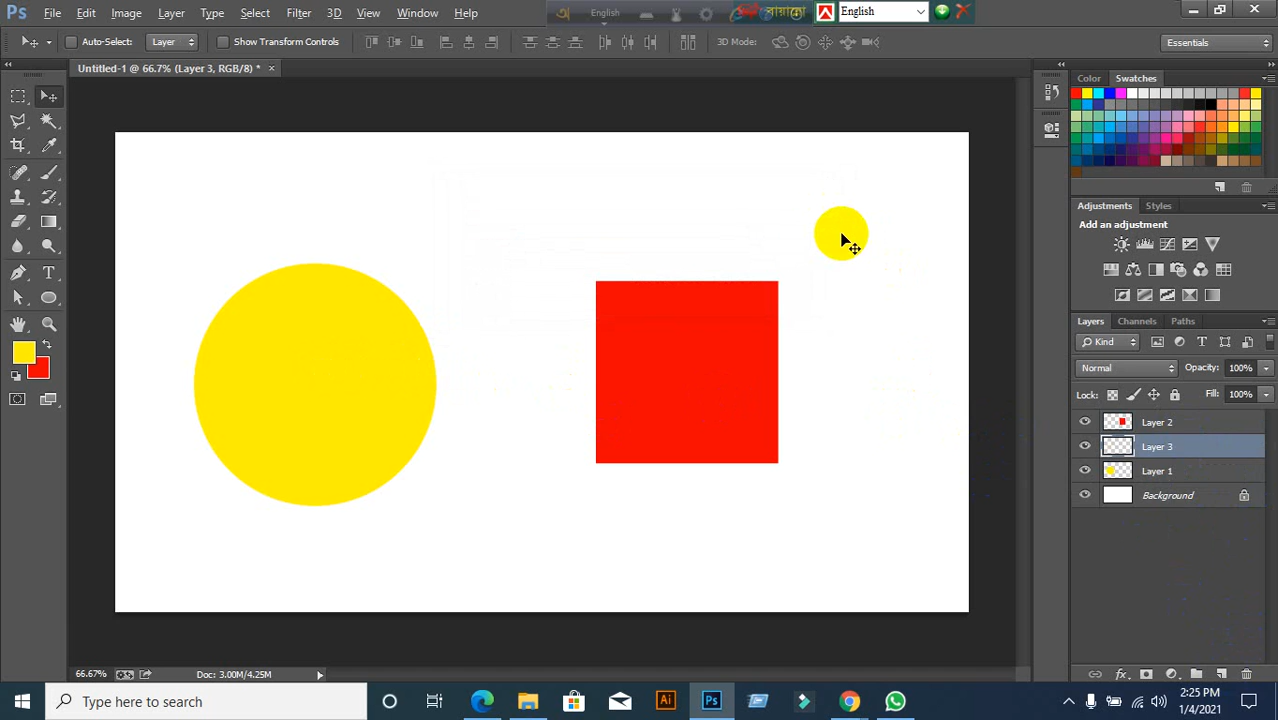 Ps File Edit Image Layer Type Select Filter 3D View Window Help
English
English
Auto-Select: Layer Show Transform Controls 3D Mode: Essentials
Untitled-1 @ 66.7% (Layer 3, RGB/8) * ×
Color Swatches
Adjustments Styles
Add an adjustment
Layers Channels Paths
Kind
Normal Opacity: 100%
Lock: Fill: 100%
Layer 2
Layer 3
Layer 1
Background
66.67% Doc: 3.00M/4.25M
Type here to search Ai Ps
2:25 PM
1/4/2021